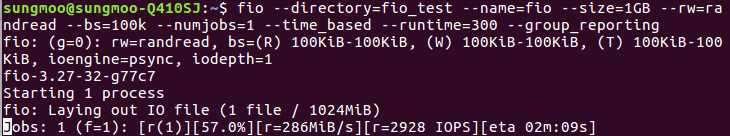 sungmoo@sungmoo-Q410SJ:~$ fio --directory=fio_test --name=fio --size=1GB --rw=ra
ndread --bs=100k --numjobs=1 --time_based --runtime=300 --group_reporting
fio: (g=0): rw=randread, bs=(R) 100KiB-100KiB, (W) 100KiB-100KiB, (T) 100KiB-100
KiB, ioengine=psync, iodepth=1
fio-3.27-32-g77c7
Starting 1 process
fio: Laying out IO file (1 file / 1024MiB)
Jobs: 1 (f=1): [r(1)][57.0%][r=286MiB/s][r=2928 IOPS][eta 02m:09s]